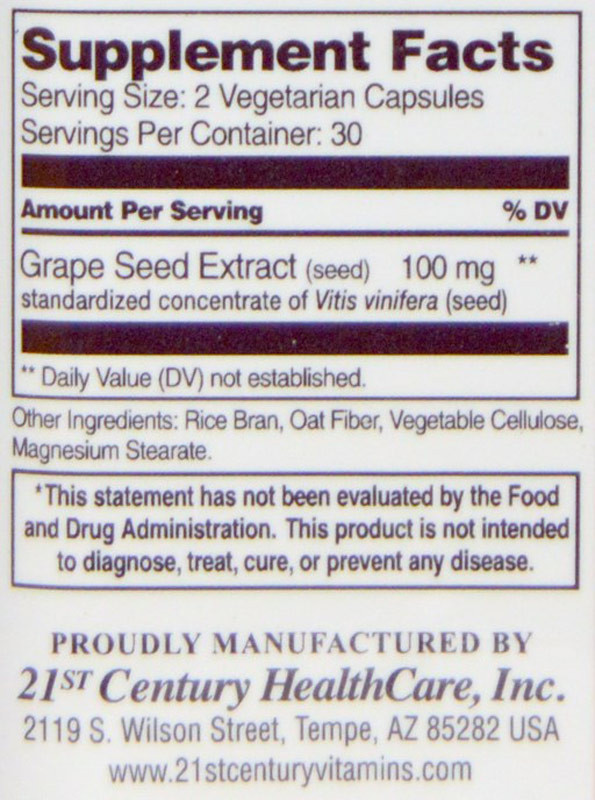 Supplement Facts
Serving Size: 2 Vegetarian Capsules
Servings Per Container: 30
Amount Per Serving % DV
Grape Seed Extract (seed) 100 mg **
standardized concentrate of Vitis vinifera (seed)
** Daily Value (DV) not established.
Other Ingredients: Rice Bran, Oat Fiber, Vegetable Cellulose,
Magnesium Stearate.
*This statement has not been evaluated by the Food
and Drug Administration. This product is not intended
to diagnose, treat, cure, or prevent any disease.
PROUDLY MANUFACTURED BY
21ST Century HealthCare, Inc.
2119 S. Wilson Street, Tempe, AZ 85282 USA
www.21stcenturyvitamins.com